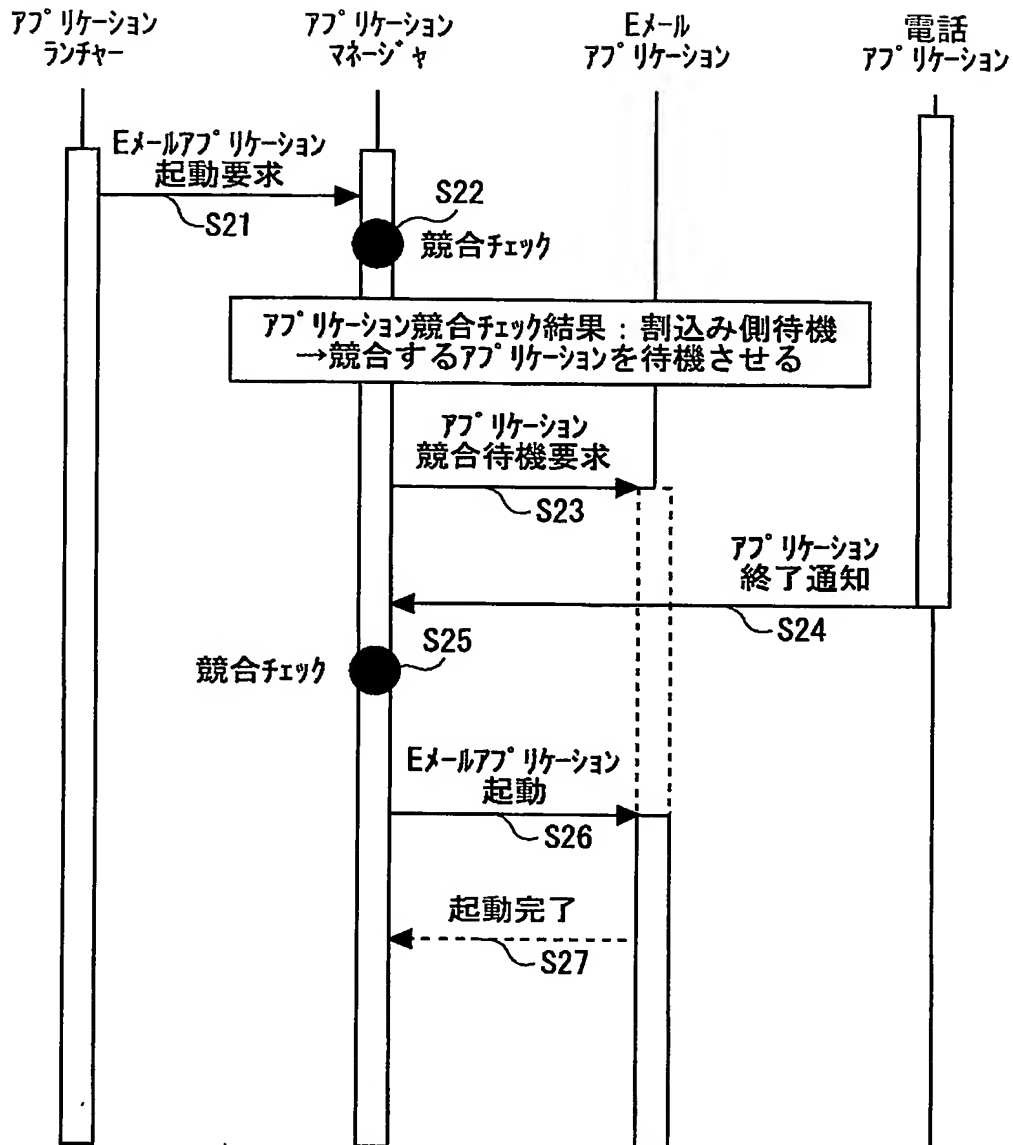 アプリケーション
ランチャー
アプリケーション
マネージャ
Eメール
アプリケーション
電話
アプリケーション
Eメールアプリケーション
起動要求
S21
S22
競合チェック
アプリケーション競合チェック結果:割込み側待機
→競合するアプリケーションを待機させる
アプリケーション
競合待機要求
S23
アプリケーション
終了通知
S24
S25
競合チェック
Eメールアプリケーション
起動
S26
起動完了
S27